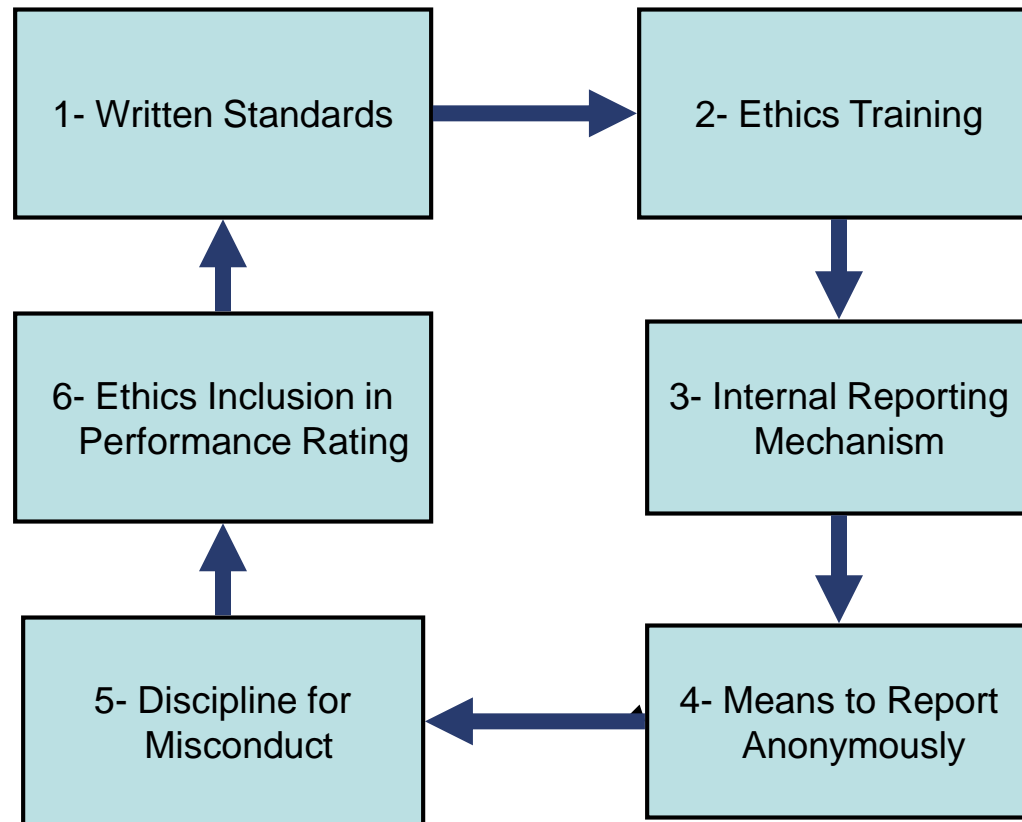 1- Written Standards
2- Ethics Training
3- Internal Reporting
Mechanism
4- Means to Report
Anonymously
5- Discipline for
Misconduct
6- Ethics Inclusion in
Performance Rating